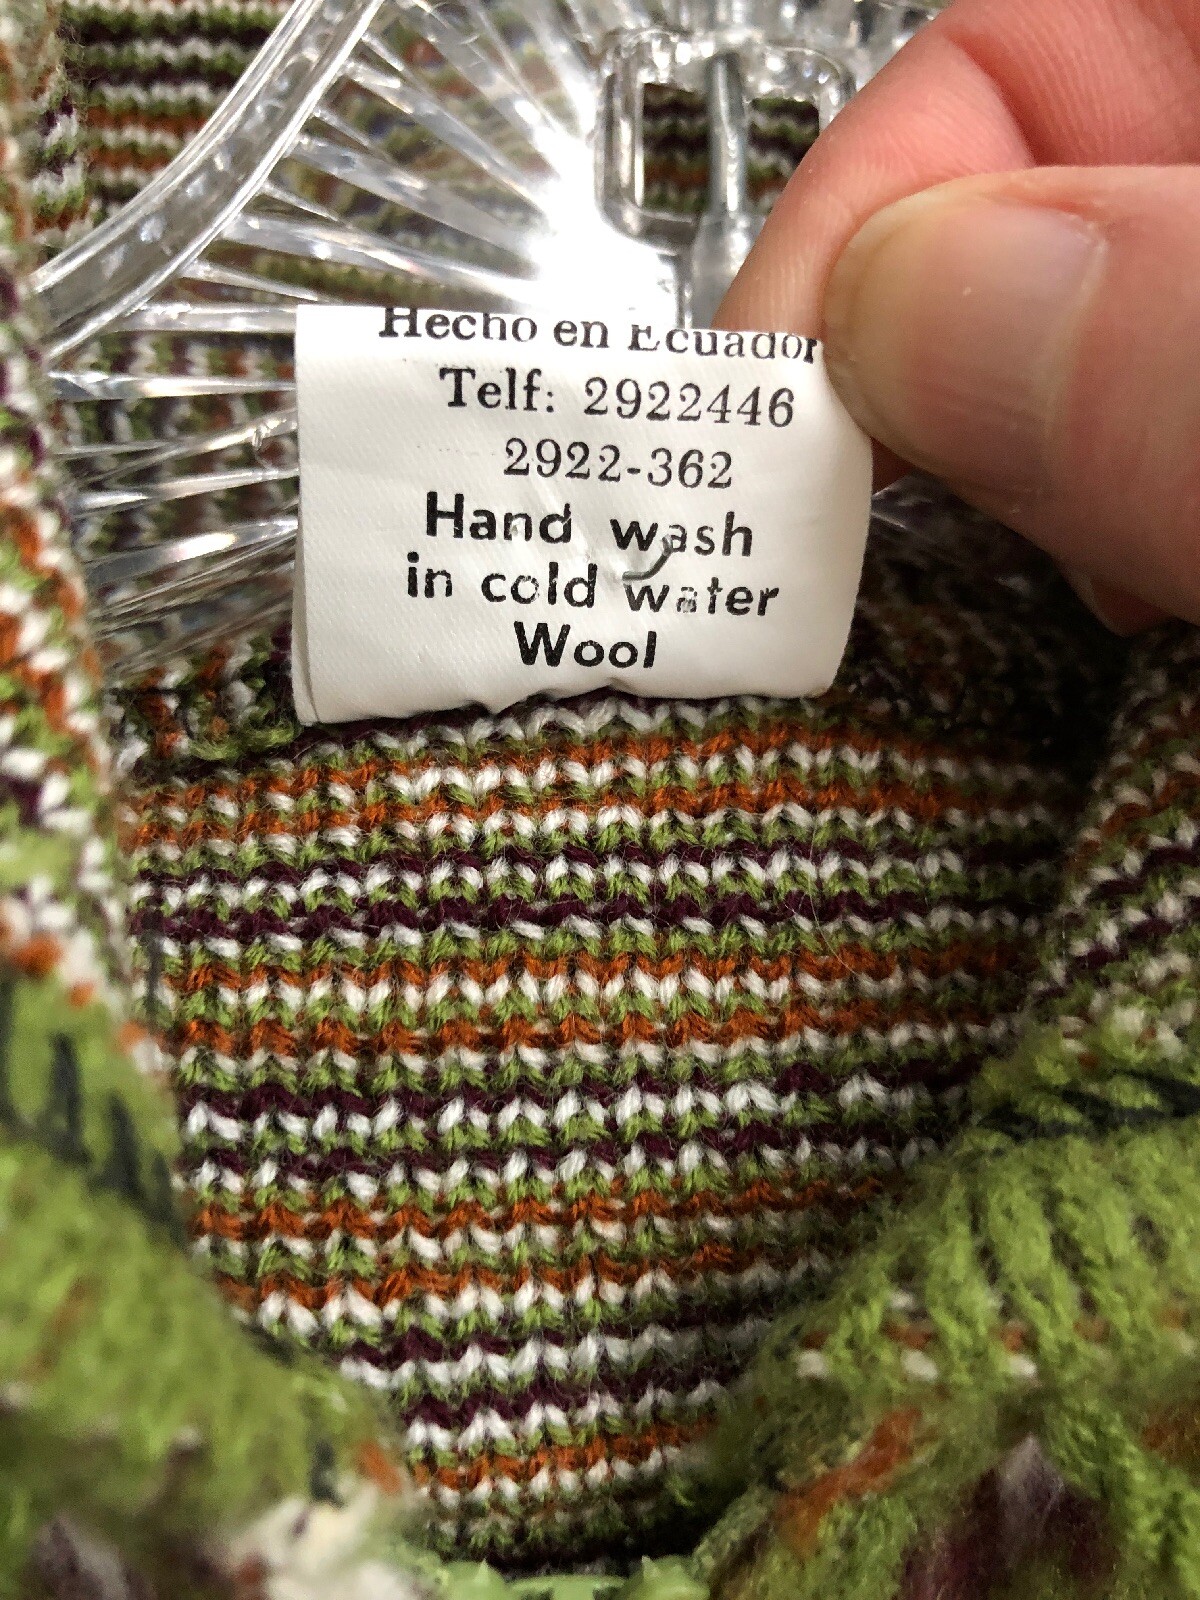 Hecho en Ecuador
Telf: 2922446
2922-362
Hand wash
in cold water
Wool